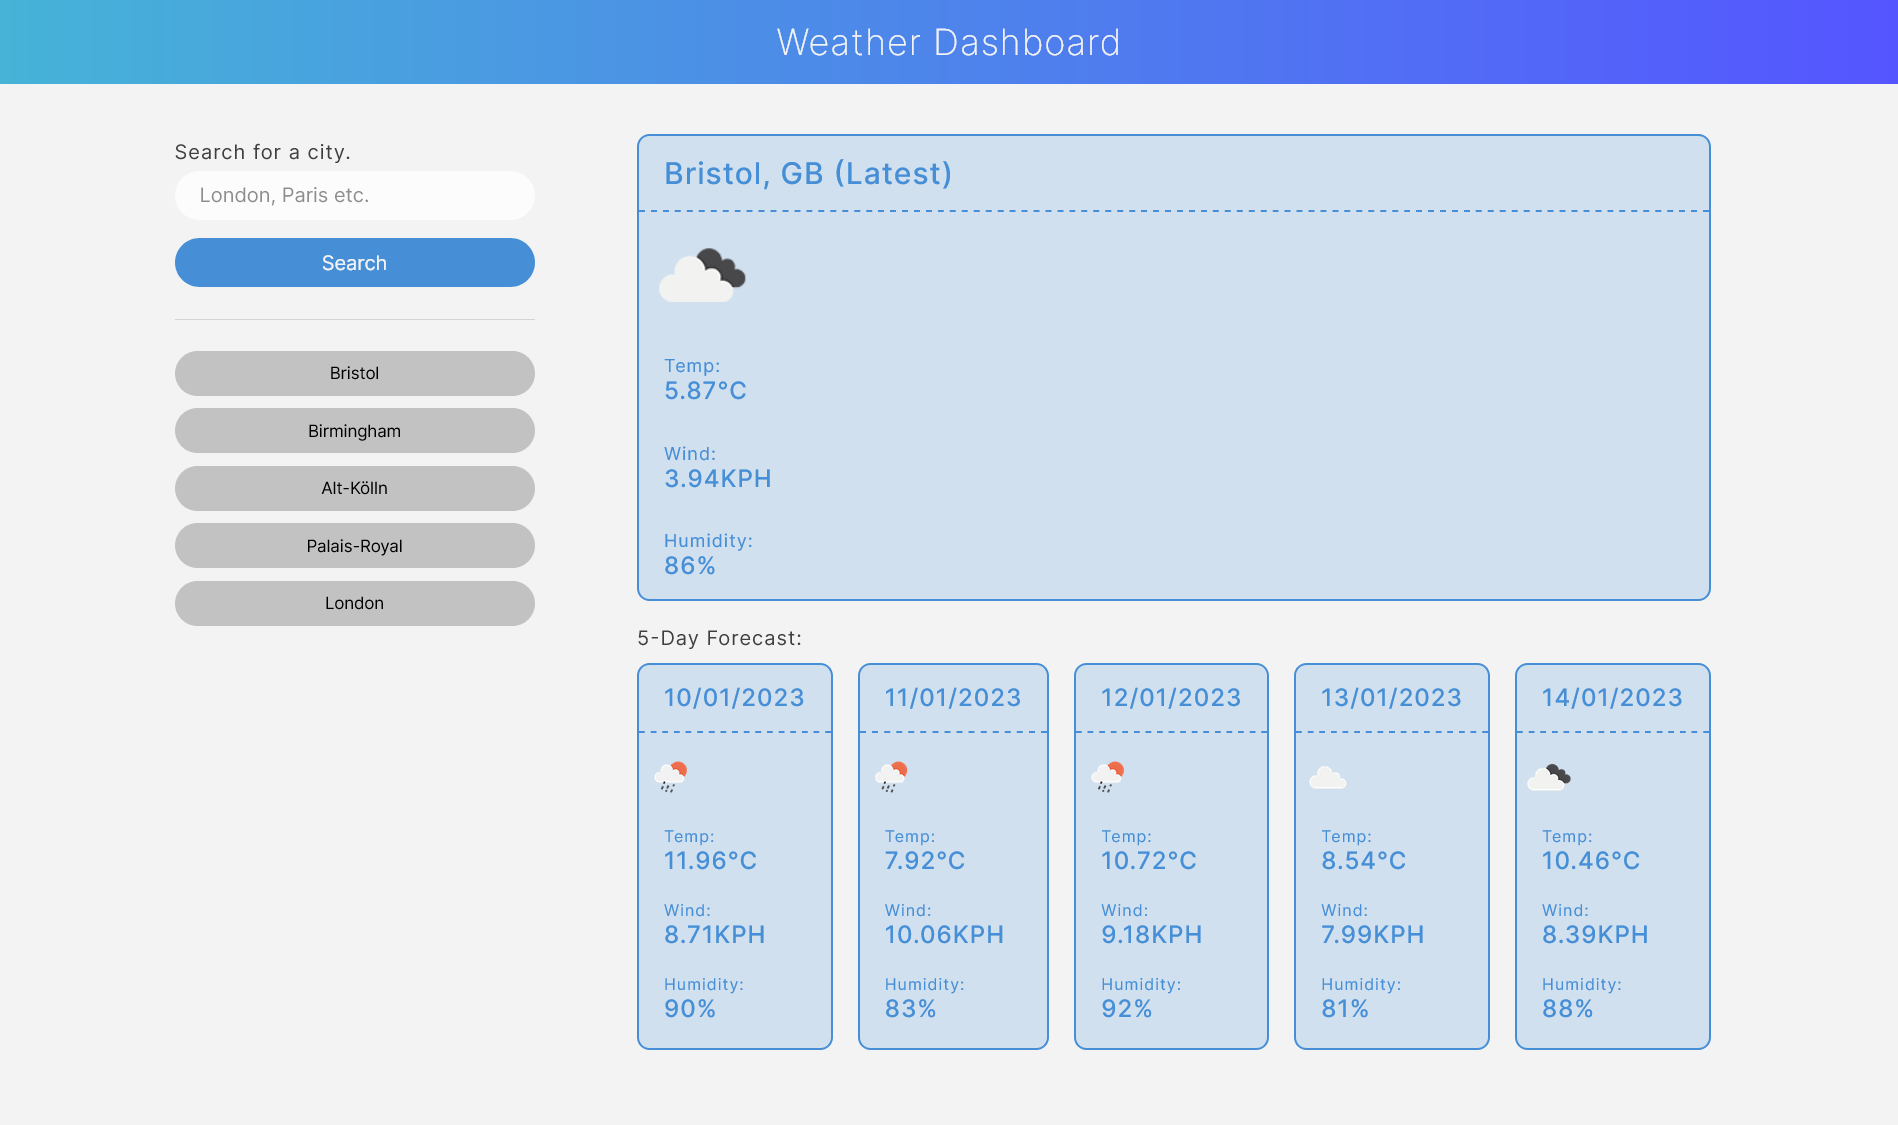 Weather Dashboard
Search for a city.
London, Paris etc.
Search
Bristol
Birmingham
Alt-Kölln
Palais-Royal
London
Bristol, GB (Latest)
Temp:
5.87°C
Wind:
3.94KPH
Humidity:
86%
5-Day Forecast:
10/01/2023
Temp:
11.96°C
Wind:
8.71KPH
Humidity:
90%
11/01/2023
Temp:
7.92°C
Wind:
10.06KPH
Humidity:
83%
12/01/2023
Temp:
10.72°C
Wind:
9.18KPH
Humidity:
92%
13/01/2023
Temp:
8.54°C
Wind:
7.99KPH
Humidity:
81%
14/01/2023
Temp:
10.46°C
Wind:
8.39KPH
Humidity:
88%